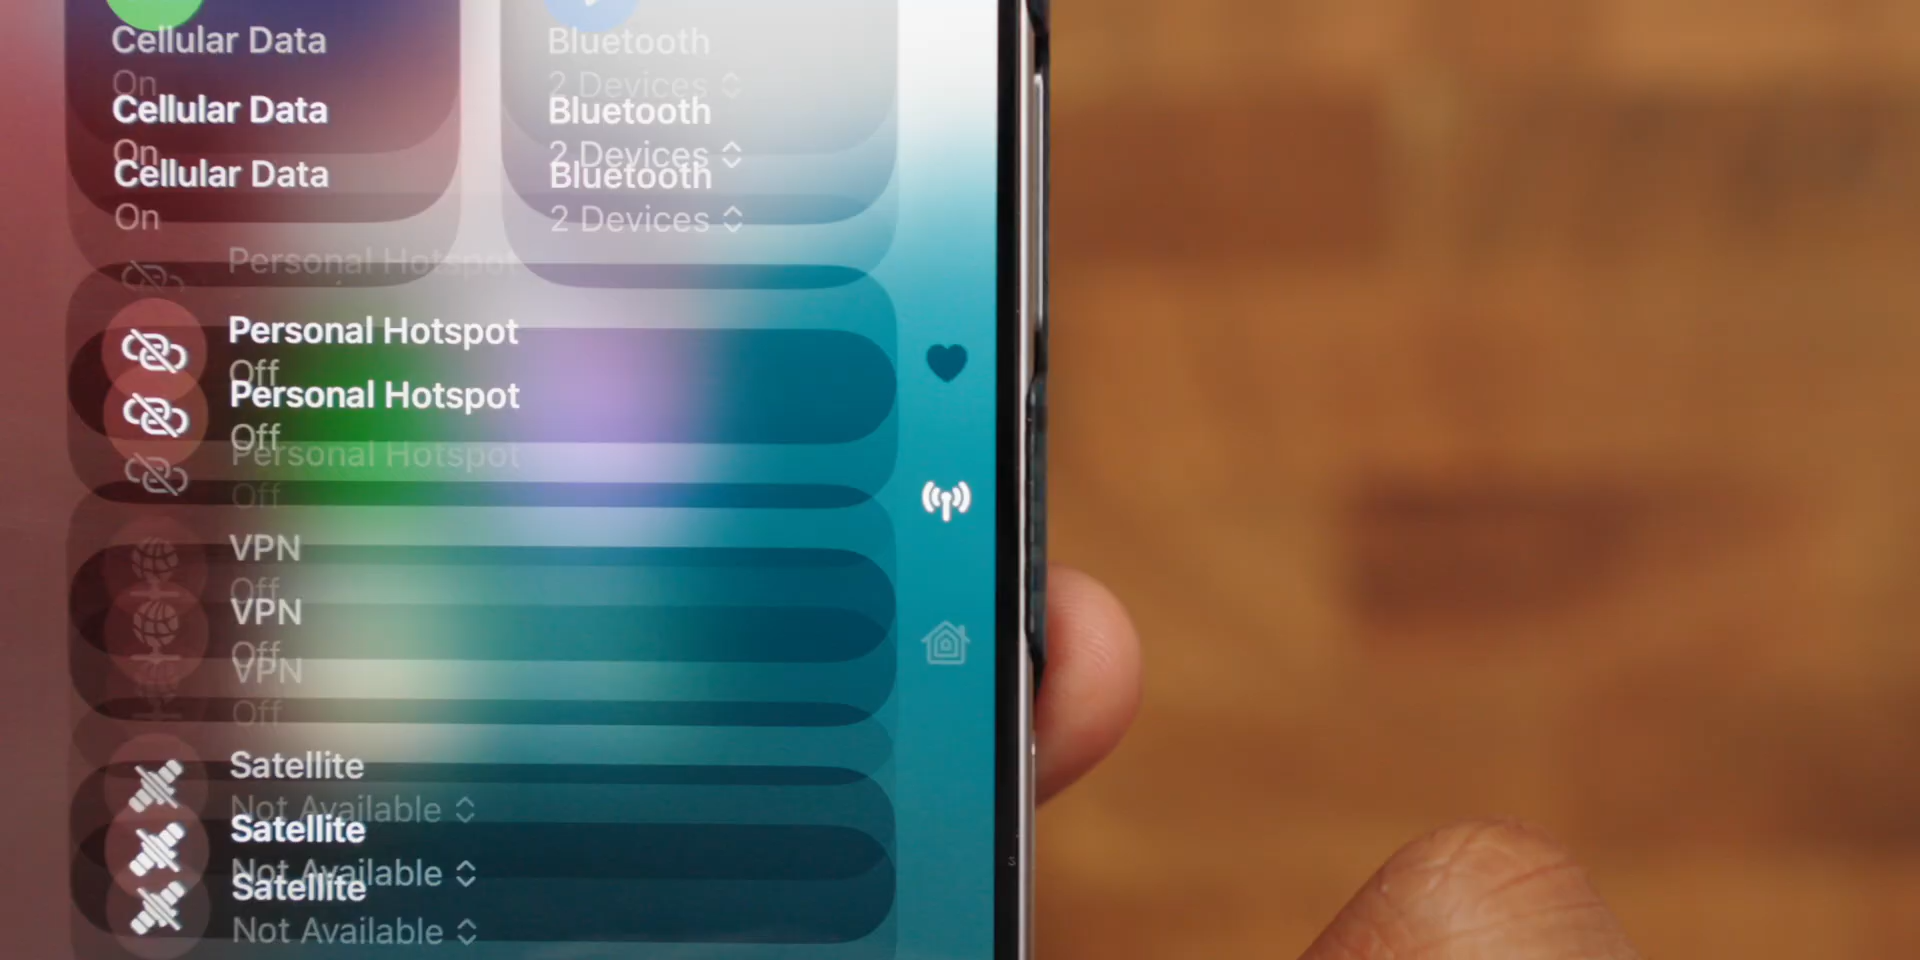 Cellular Data
On
Cellular Data
On
Cellular Data
On
Bluetooth
2 Devices
Bluetooth
2 Devices
Bluetooth
2 Devices
Personal Hotspot
Personal Hotspot
Off
Personal Hotspot
Off
Personal Hotspot
Off
VPN
Off
VPN
Off
VPN
Off
Satellite
Not Available
Satellite
Not Available
Satellite
Not Available